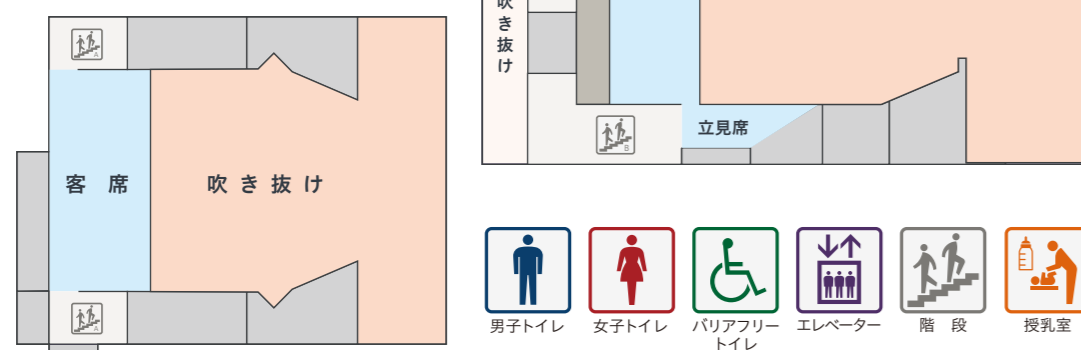 A
客席
吹き抜け
A
吹き抜け
立見席
B
男子トイレ
女子トイレ
バリアフリー
トイレ
エレベーター
階段
授乳室